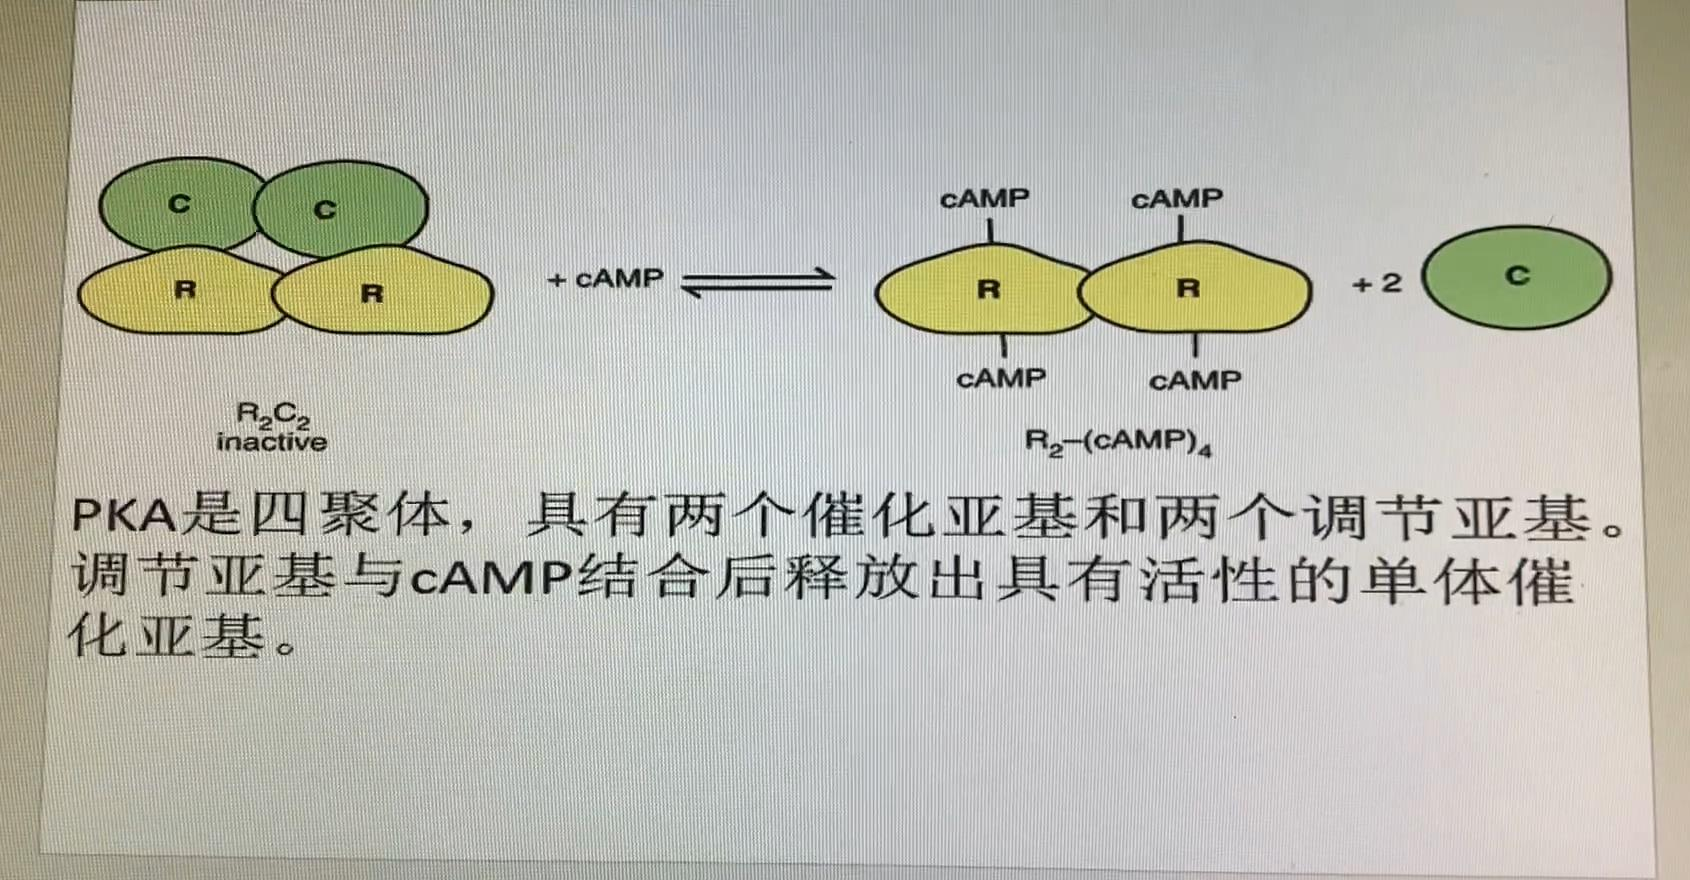 C C
R R
+ cAMP
cAMP cAMP
R R
cAMP cAMP
+ 2 C
R₂C₂
inactive
R₂–(cAMP)₄
PKA是四聚体，具有两个催化亚基和两个调节亚基。
调节亚基与cAMP结合后释放出具有活性的单体催
化亚基。